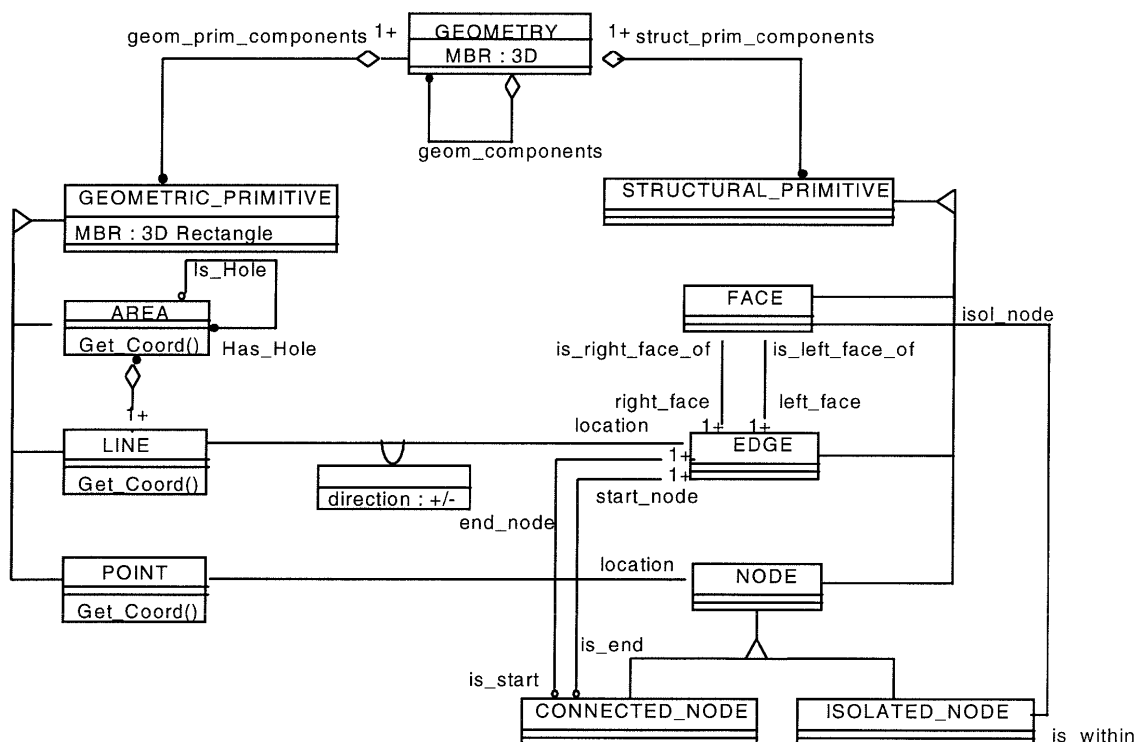 geom_prim_components
1+
GEOMETRY
1+
struct_prim_components
MBR : 3D
geom_components
GEOMETRIC_PRIMITIVE
MBR : 3D Rectangle
STRUCTURAL_PRIMITIVE
Is_Hole
AREA
Get_Coord()
Has_Hole
FACE
isol_node
is_right_face_of
is_left_face_of
right_face
left_face
1+
LINE
Get_Coord()
location
1+
1+
EDGE
1+
1+
direction : +/-
start_node
end_node
POINT
Get_Coord()
location
NODE
is_end
is_start
CONNECTED_NODE
ISOLATED_NODE
is_within